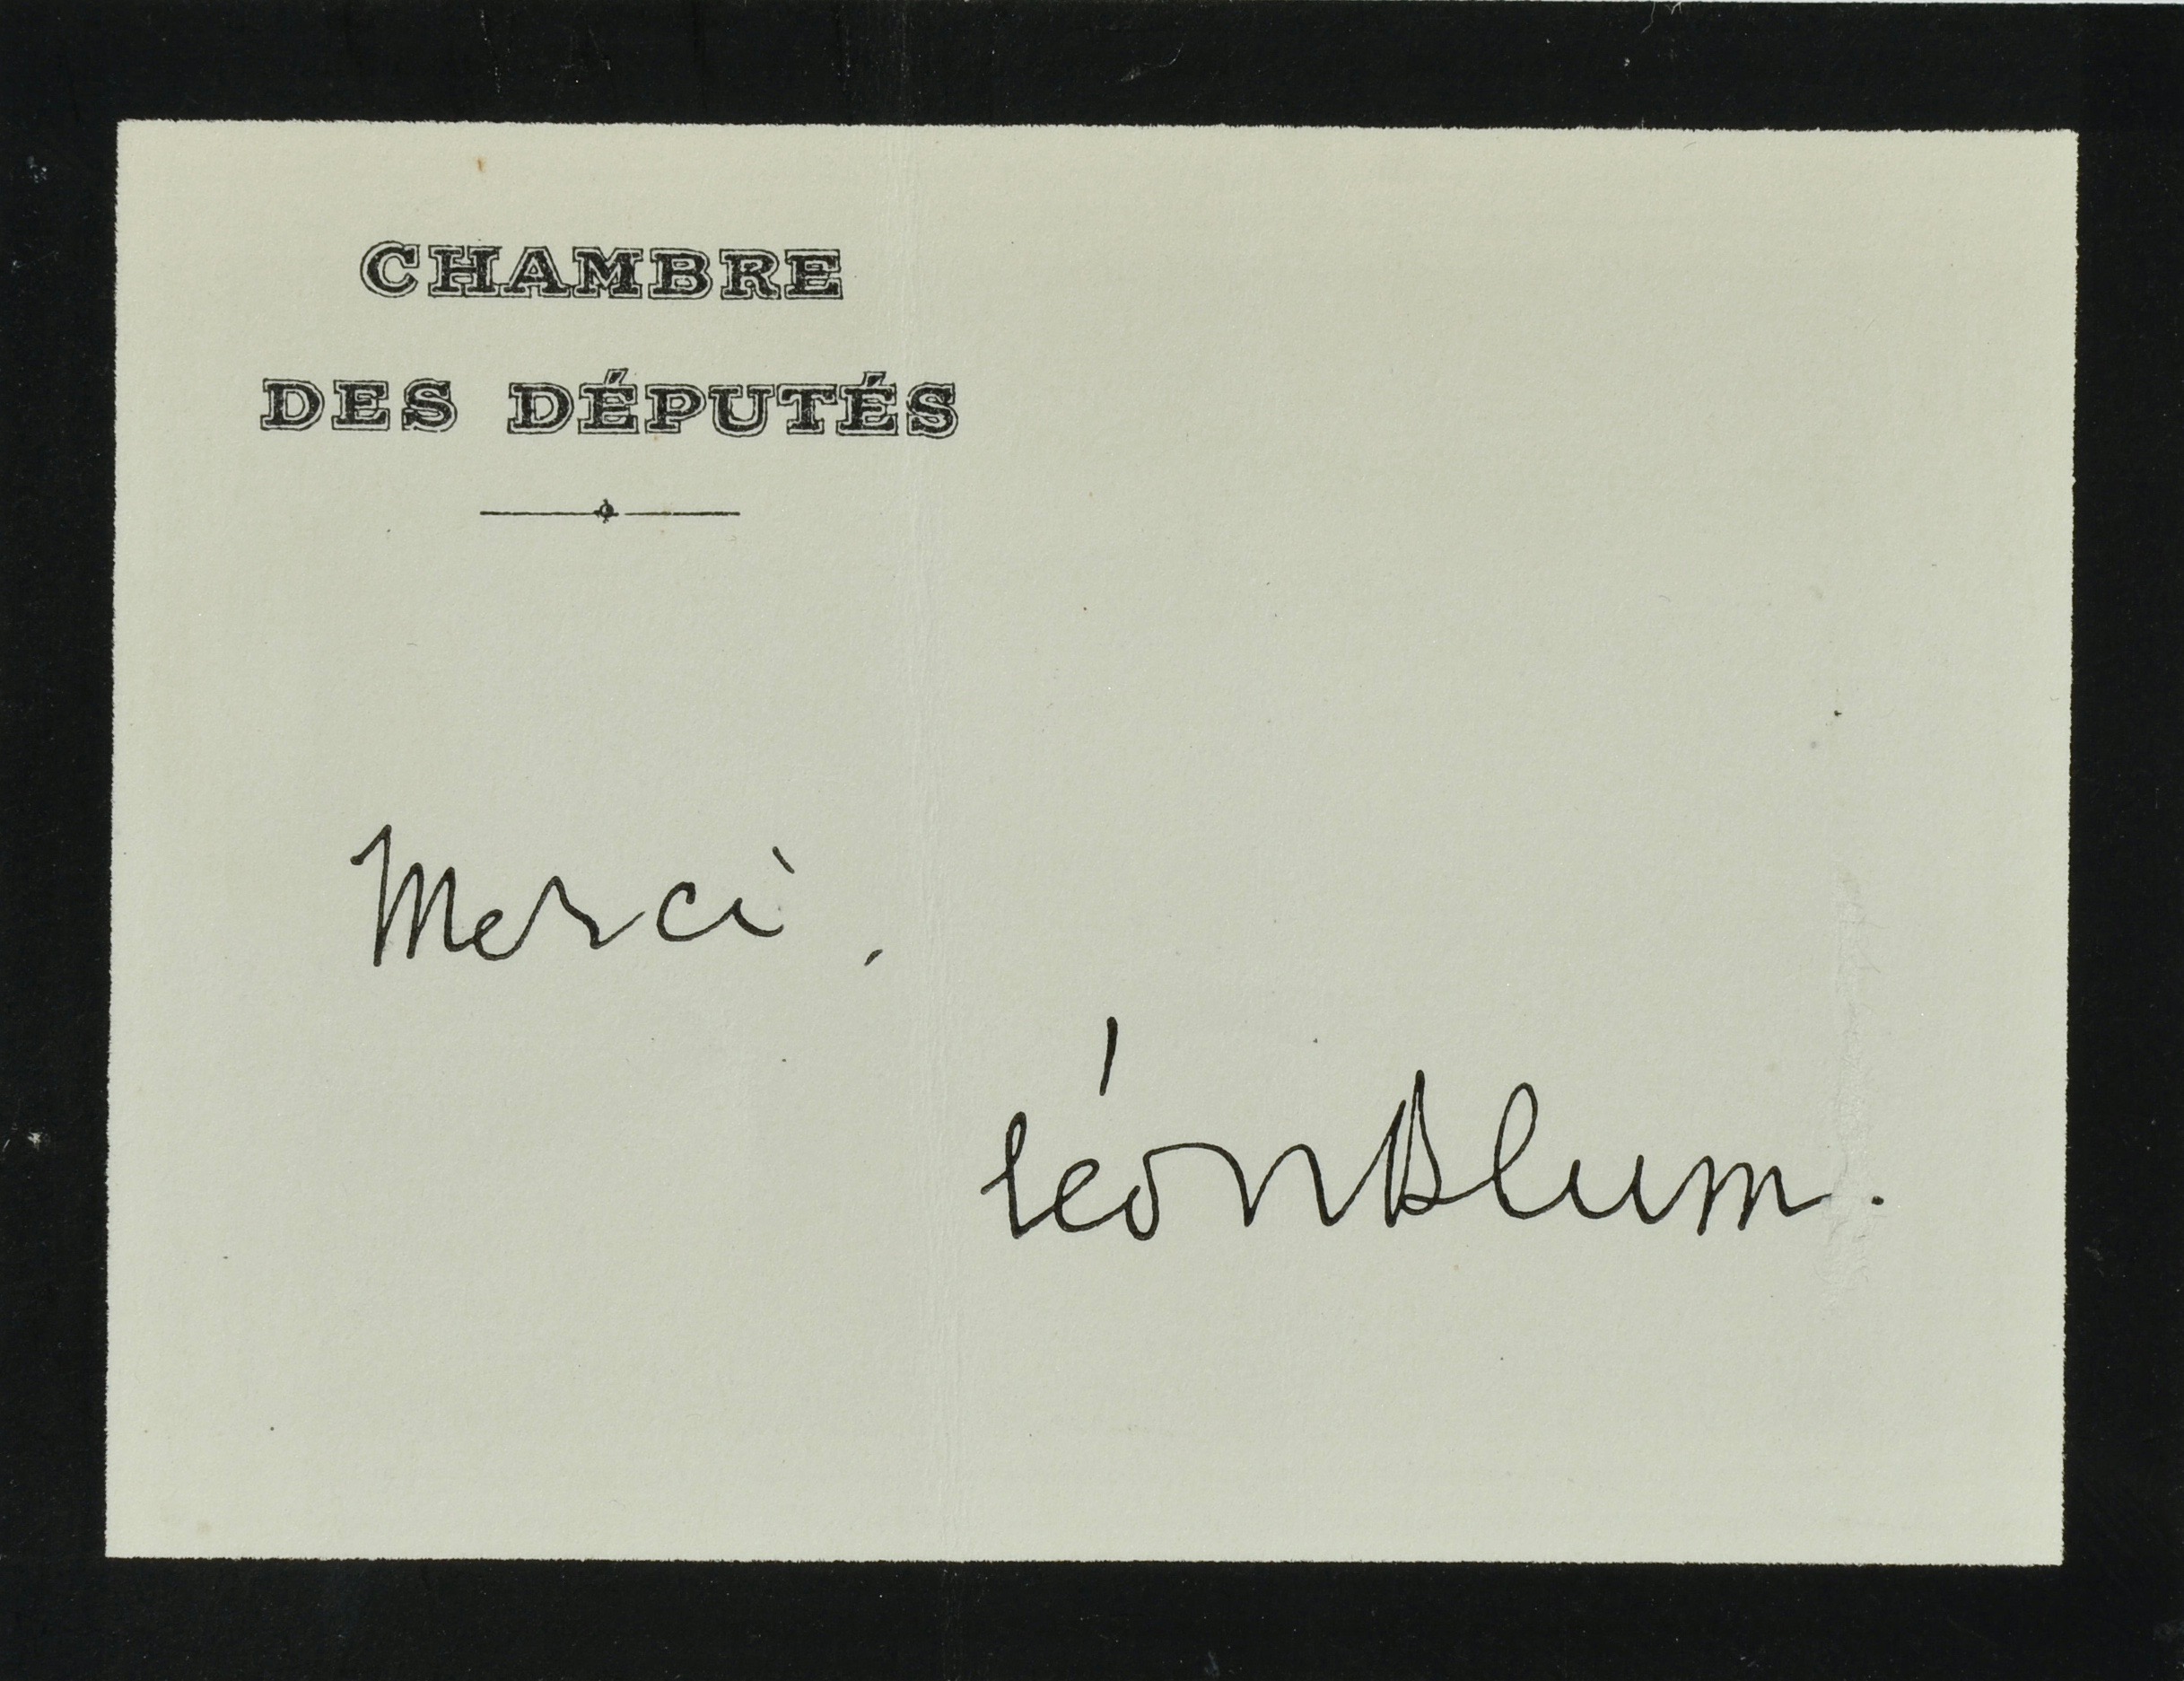 CHAMBRE
DES DÉPUTÉS
Merci.
Léon Blum.